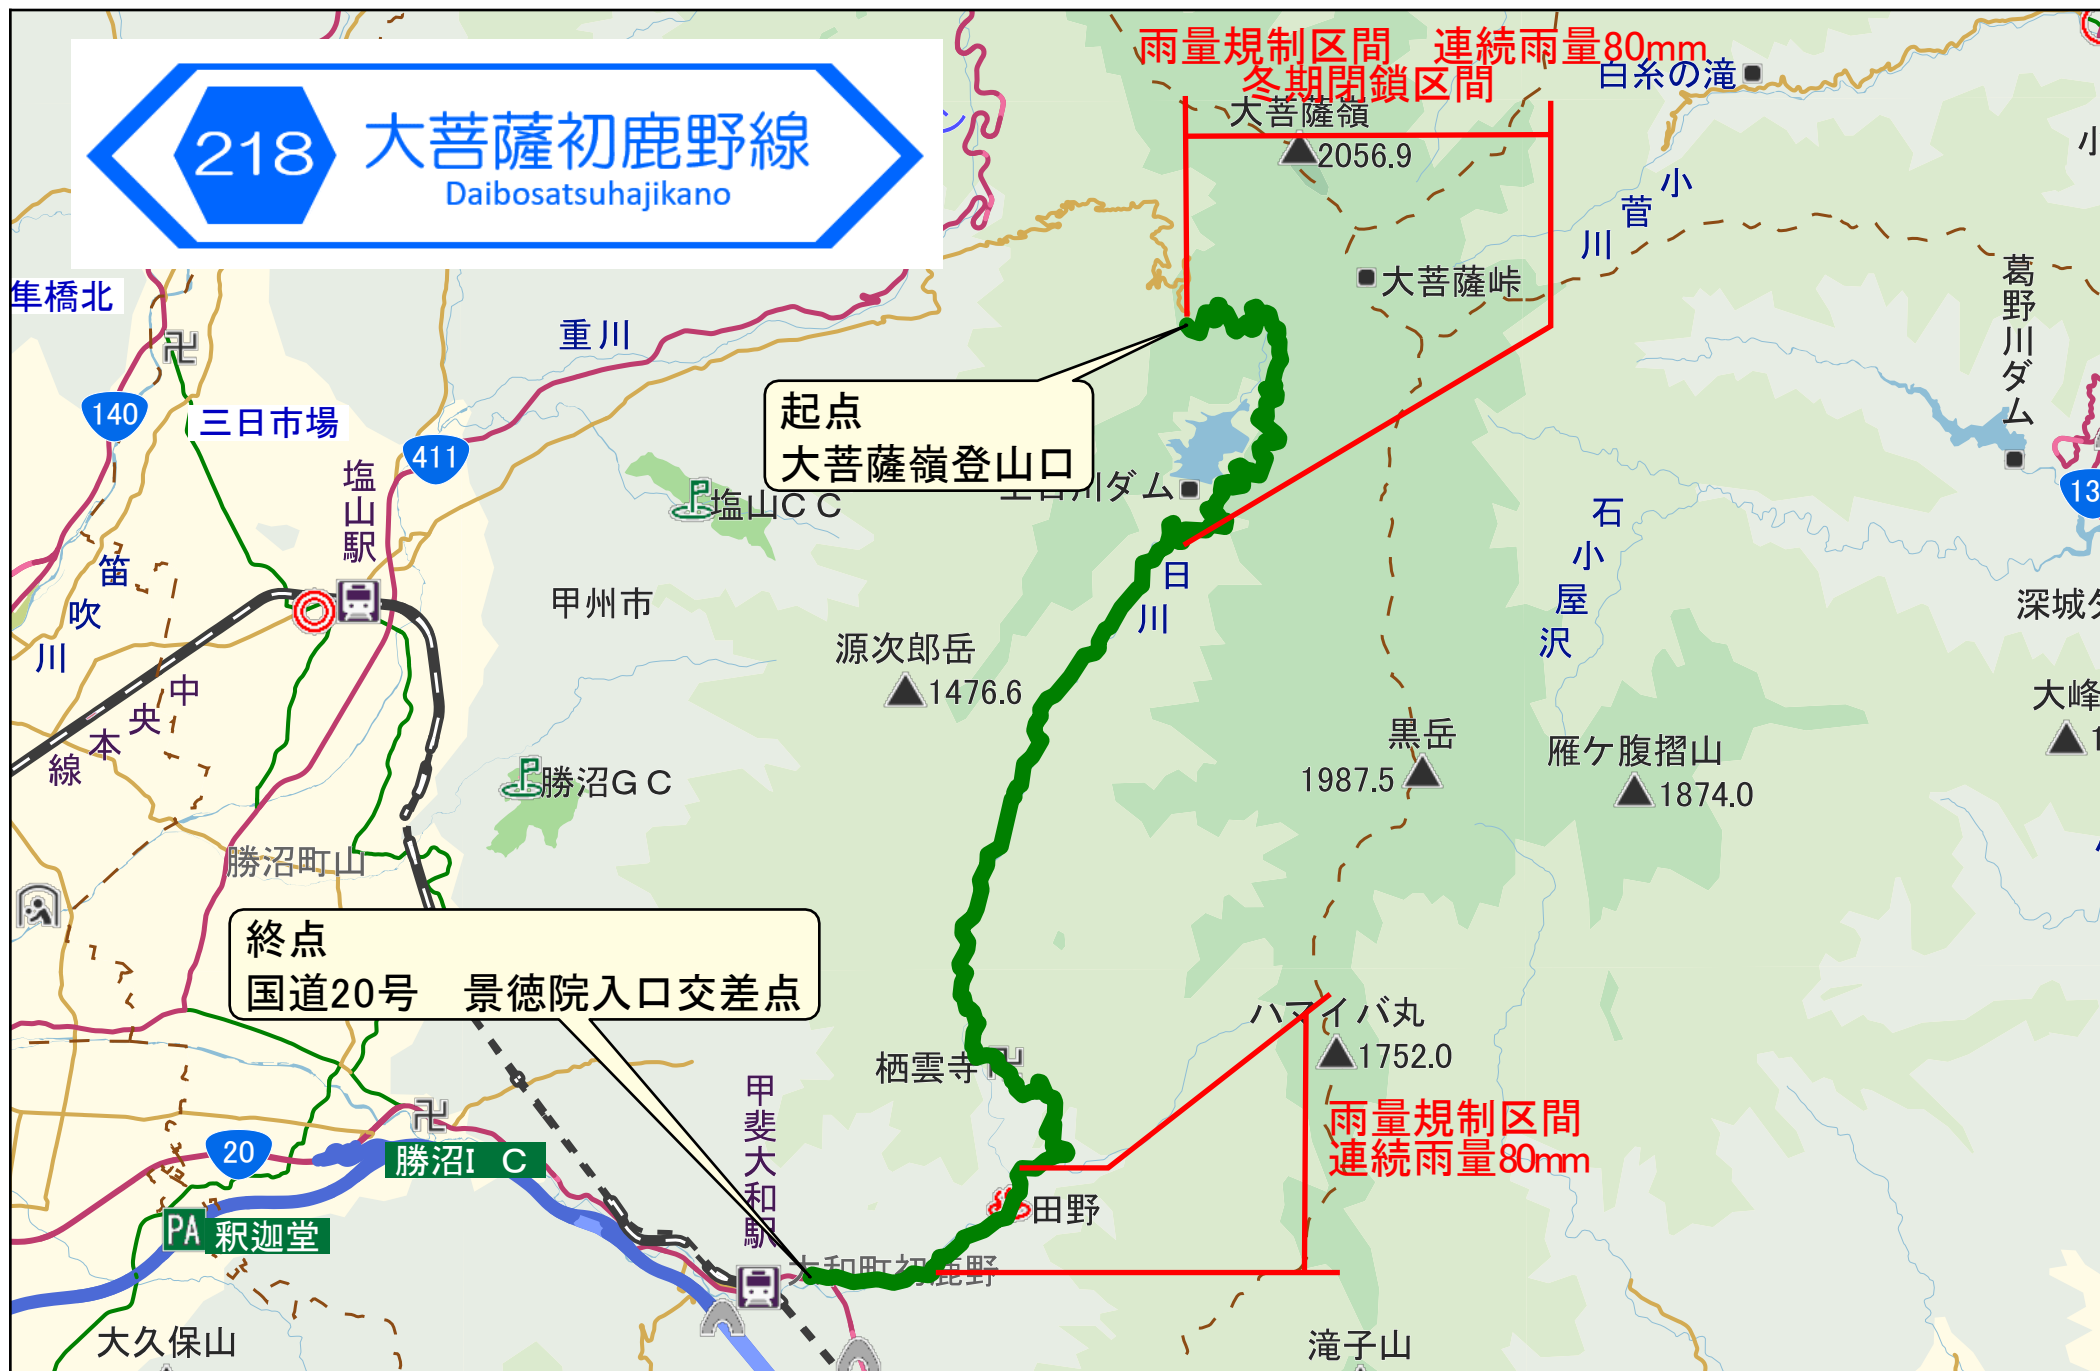 雨量規制区間　連続雨量80mm
冬期閉鎖区間
白糸の滝
218
大菩薩初鹿野線
Daibosatsuhajikano
大菩薩嶺
2056.9
小菅川
大菩薩峠
隼橋北
重川
葛野川ダム
140
三日市場
411
塩山駅
起点
大菩薩嶺登山口
塩山CC
川ダム
石小屋沢
13
笛吹川
日川
甲州市
源次郎岳
1476.6
深城
中央本線
大峰
1
黒岳
1987.5
雁ケ腹摺山
1874.0
勝沼GC
勝沼町山
終点
国道20号　景徳院入口交差点
ハマイバ丸
1752.0
栖雲寺
甲斐大和駅
雨量規制区間
連続雨量80mm
20
勝沼I C
田野
PA
釈迦堂
大和町初鹿野
大久保山
滝子山